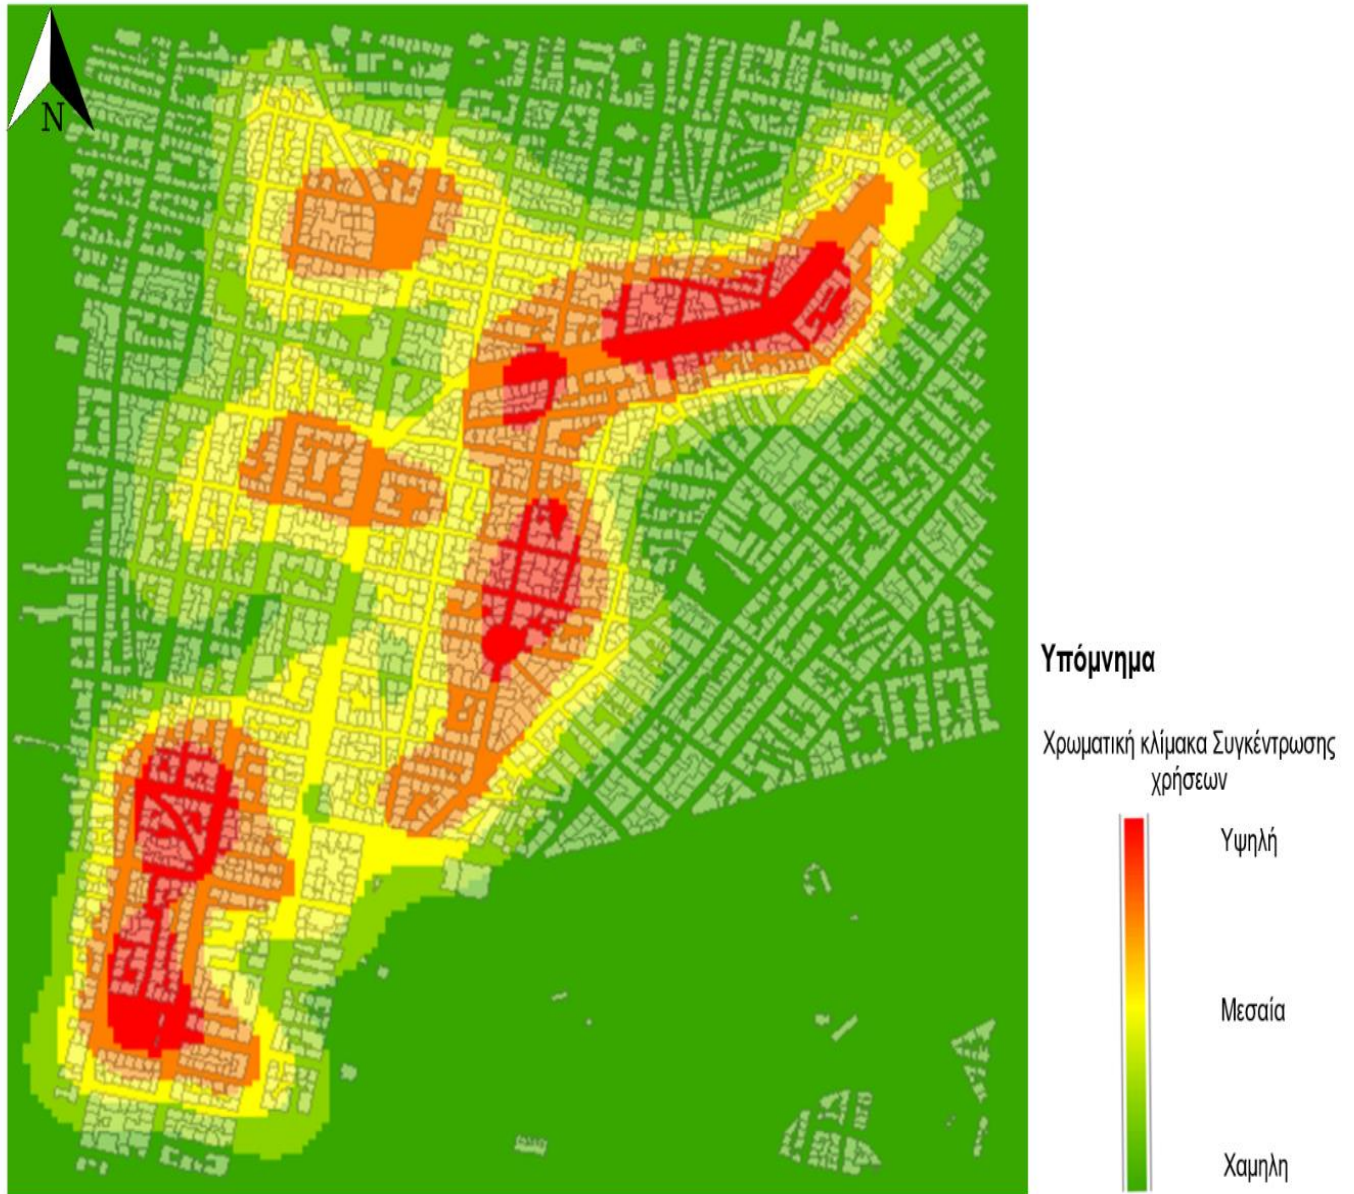 N
Υπόμνημα
Χρωματική κλίμακα Συγκέντρωσης
χρήσεων
Υψηλή
Μεσαία
Χαμηλη